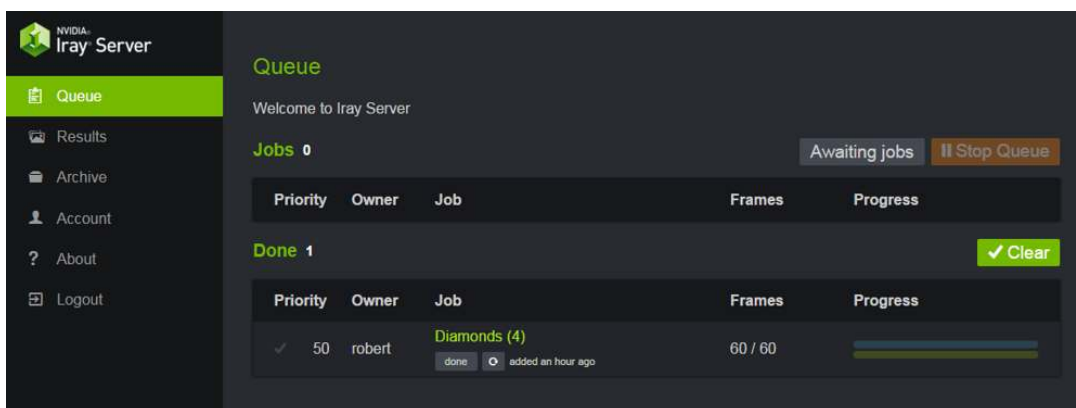 NVIDIA.
Iray® Server
Queue
Results
Archive
Account
? About
Logout
Queue
Welcome to Iray Server
Jobs 0
Awaiting jobs
Stop Queue
Priority Owner Job Frames Progress
Done 1
Clear
Priority Owner Job Frames Progress
50 robert Diamonds (4) 60 / 60
done added an hour ago